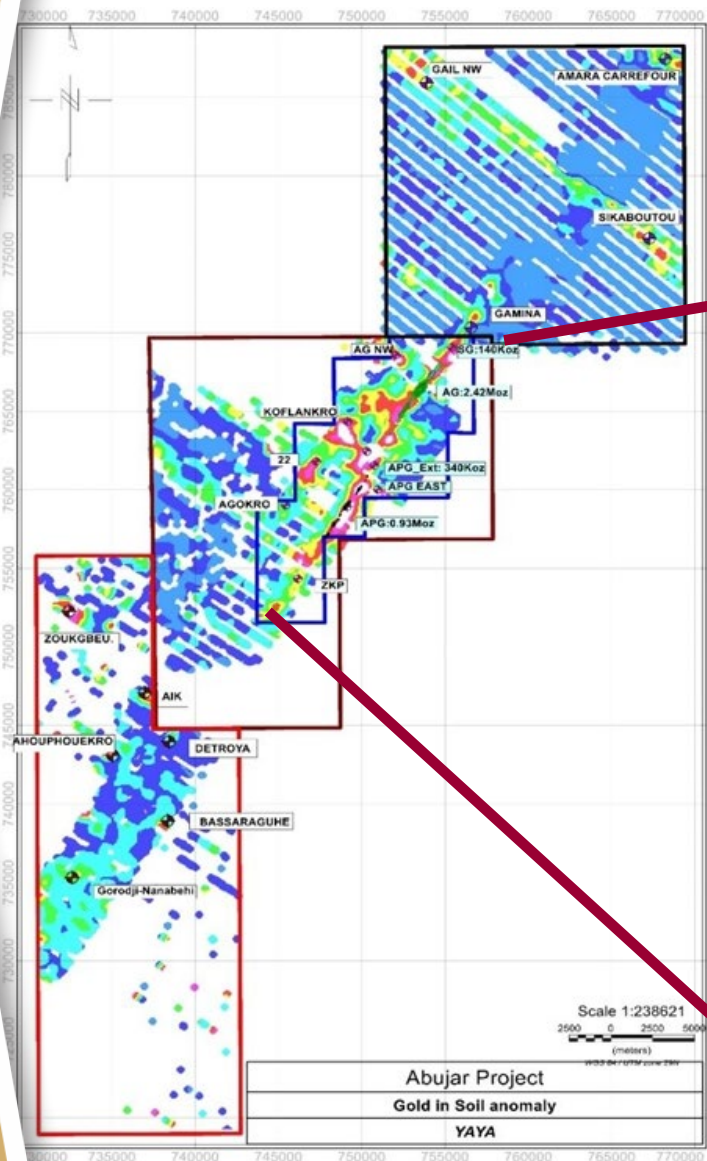 730000 735000 740000 745000 750000 755000 760000 765000 770000
GAIL NW
AMARA CARREFOUR
780000
SIKABOUTOU
775000
GAMINA
770000
AG NW
SG:140Koz
AG:2.42Moz
765000
KOFLANKRO
22
APG_Ext: 340Koz
760000
APG EAST
AGOKRO
APG:0.93Moz
755000
ZKP
ZOUKGBEU.
750000
AIK
745000
AHOUPHOUEKRO
DETROYA
740000
BASSARAGUHE
735000
Gorodji-Nanabehi
730000
Scale 1:238621
2500 0 2500 5000
(meters)
Abujar Project
Gold in Soil anomaly
YAYA
735000 740000 745000 750000 755000 760000 765000 770000